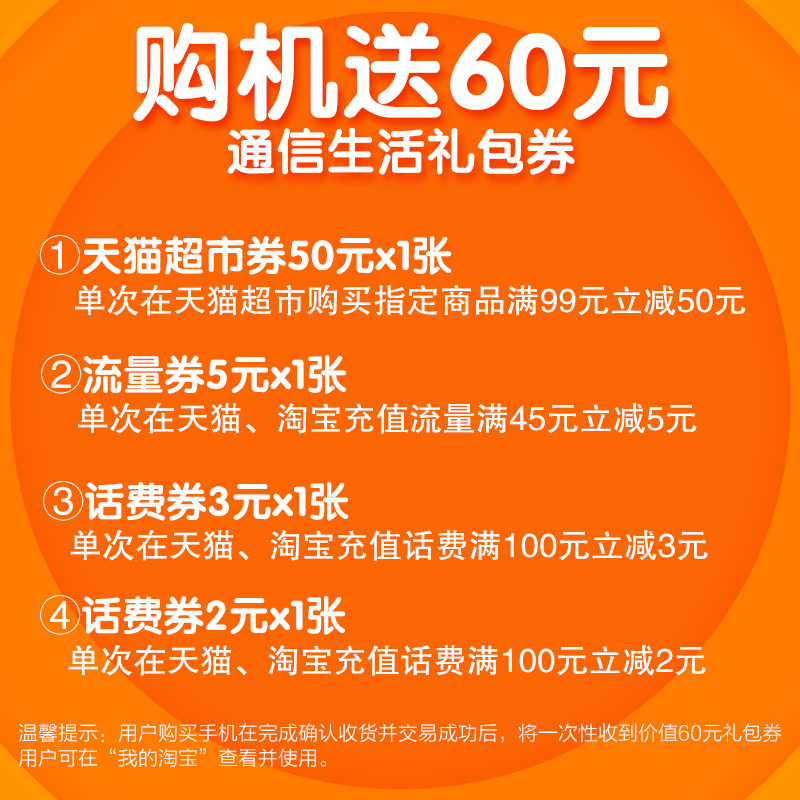 购机送60元
通信生活礼包券
①天猫超市券50元x1张
单次在天猫超市购买指定商品满99元立减50元
②流量券5元x1张
单次在天猫、淘宝充值流量满45元立减5元
③话费券3元x1张
单次在天猫、淘宝充值话费满100元立减3元
④话费券2元x1张
单次在天猫、淘宝充值话费满100元立减2元
温馨提示：用户购买手机在完成确认收货并交易成功后，将一次性收到价值60元礼包券
用户可在“我的淘宝”查看并使用。